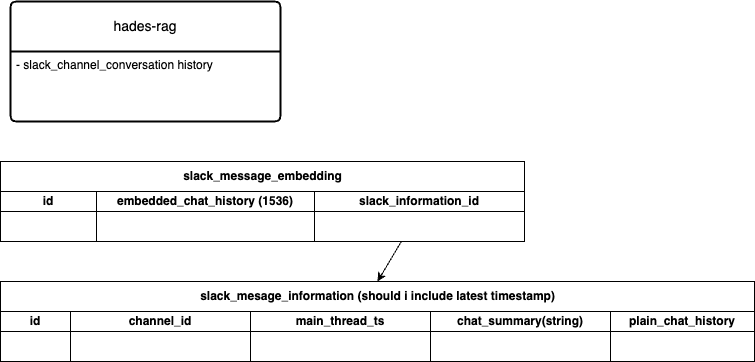 hades-rag
- slack_channel_conversation history
slack_message_embedding
id embedded_chat_history (1536) slack_information_id
slack_mesage_information (should i include latest timestamp)
id channel_id main_thread_ts chat_summary(string) plain_chat_history